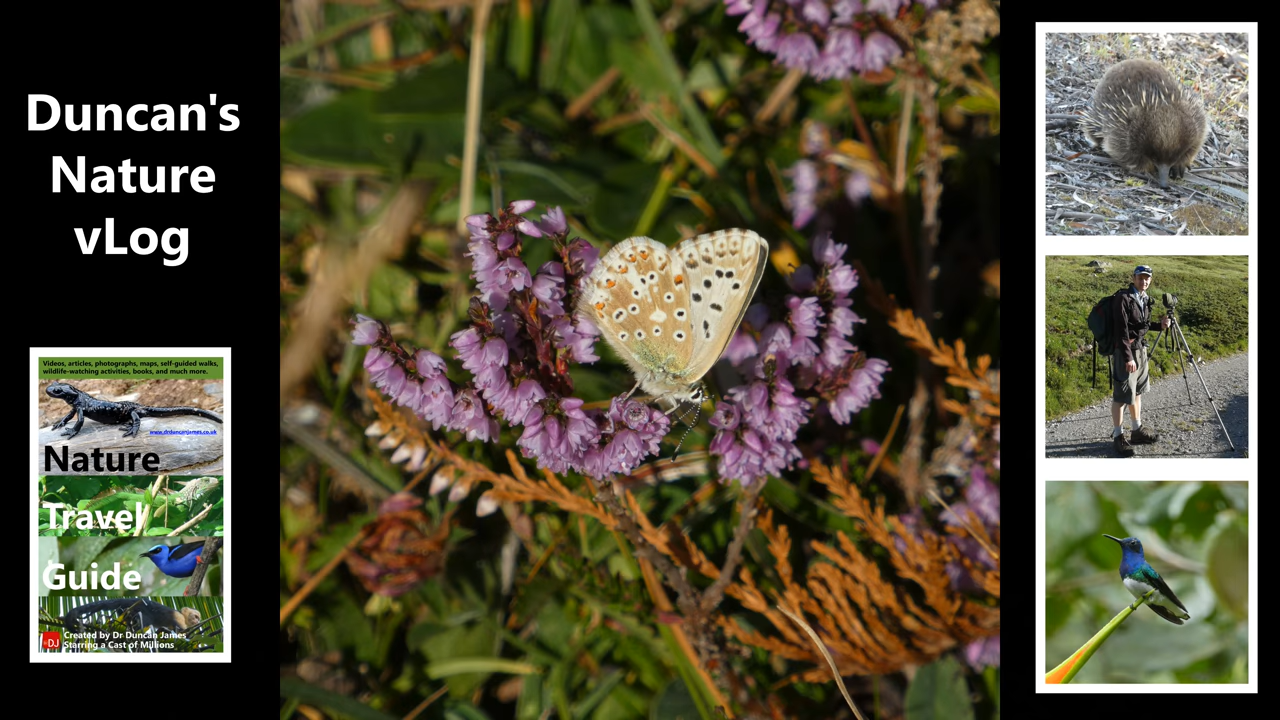 Duncan's
Nature
vLog
Videos, articles, photographs, maps, self-guided walks,
wildlife-watching activities, books, and much more.
www.drduncanjames.co.uk
Nature
Travel
Guide
DJ
Created by Dr Duncan James
Starring a Cast of Millions